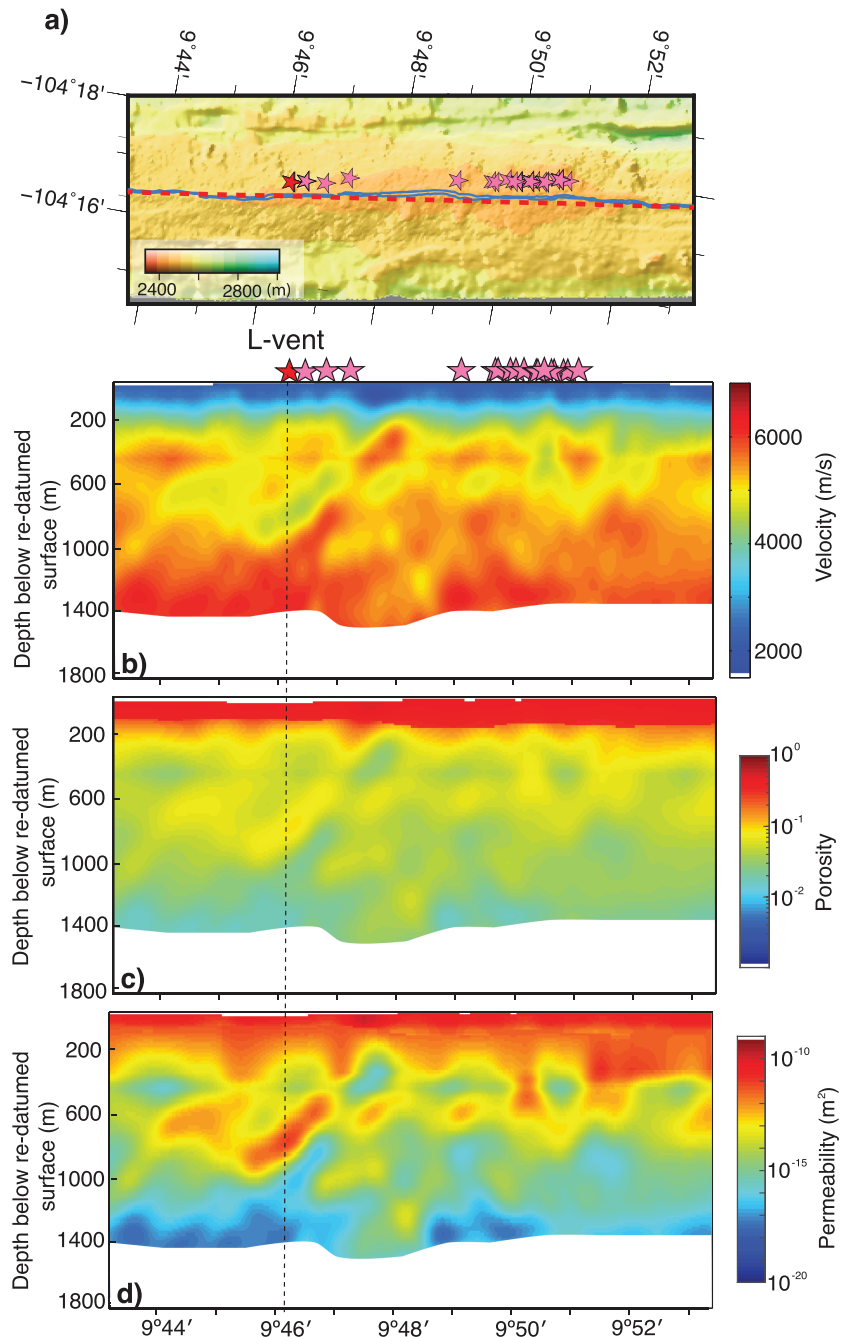 a)
9˚44' 9˚46' 9˚48' 9˚50' 9˚52'
−104˚18'
−104˚16'
2400 2800 (m)
L-vent
200
600
1000
1400
1800
Depth below re-datumed
surface (m)
b)
6000
4000
2000
Velocity (m/s)
200
600
1000
1400
1800
Depth below re-datumed
surface (m)
c)
10⁰
10⁻¹
10⁻²
Porosity
200
600
1000
1400
1800
Depth below re-datumed
surface (m)
d)
10⁻¹⁰
10⁻¹⁵
10⁻²⁰
Permeability (m²)
9°44′ 9°46′ 9°48′ 9°50′ 9°52′